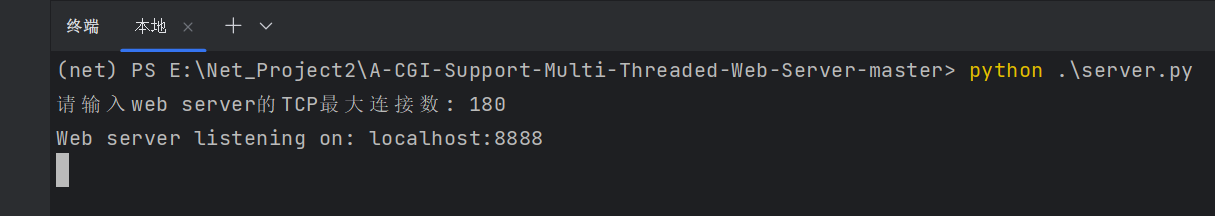 终端 本地
(net) PS E:\Net_Project2\A-CGI-Support-Multi-Threaded-Web-Server-master> python .\server.py
请输入web server的TCP最大连接数: 180
Web server listening on: localhost:8888